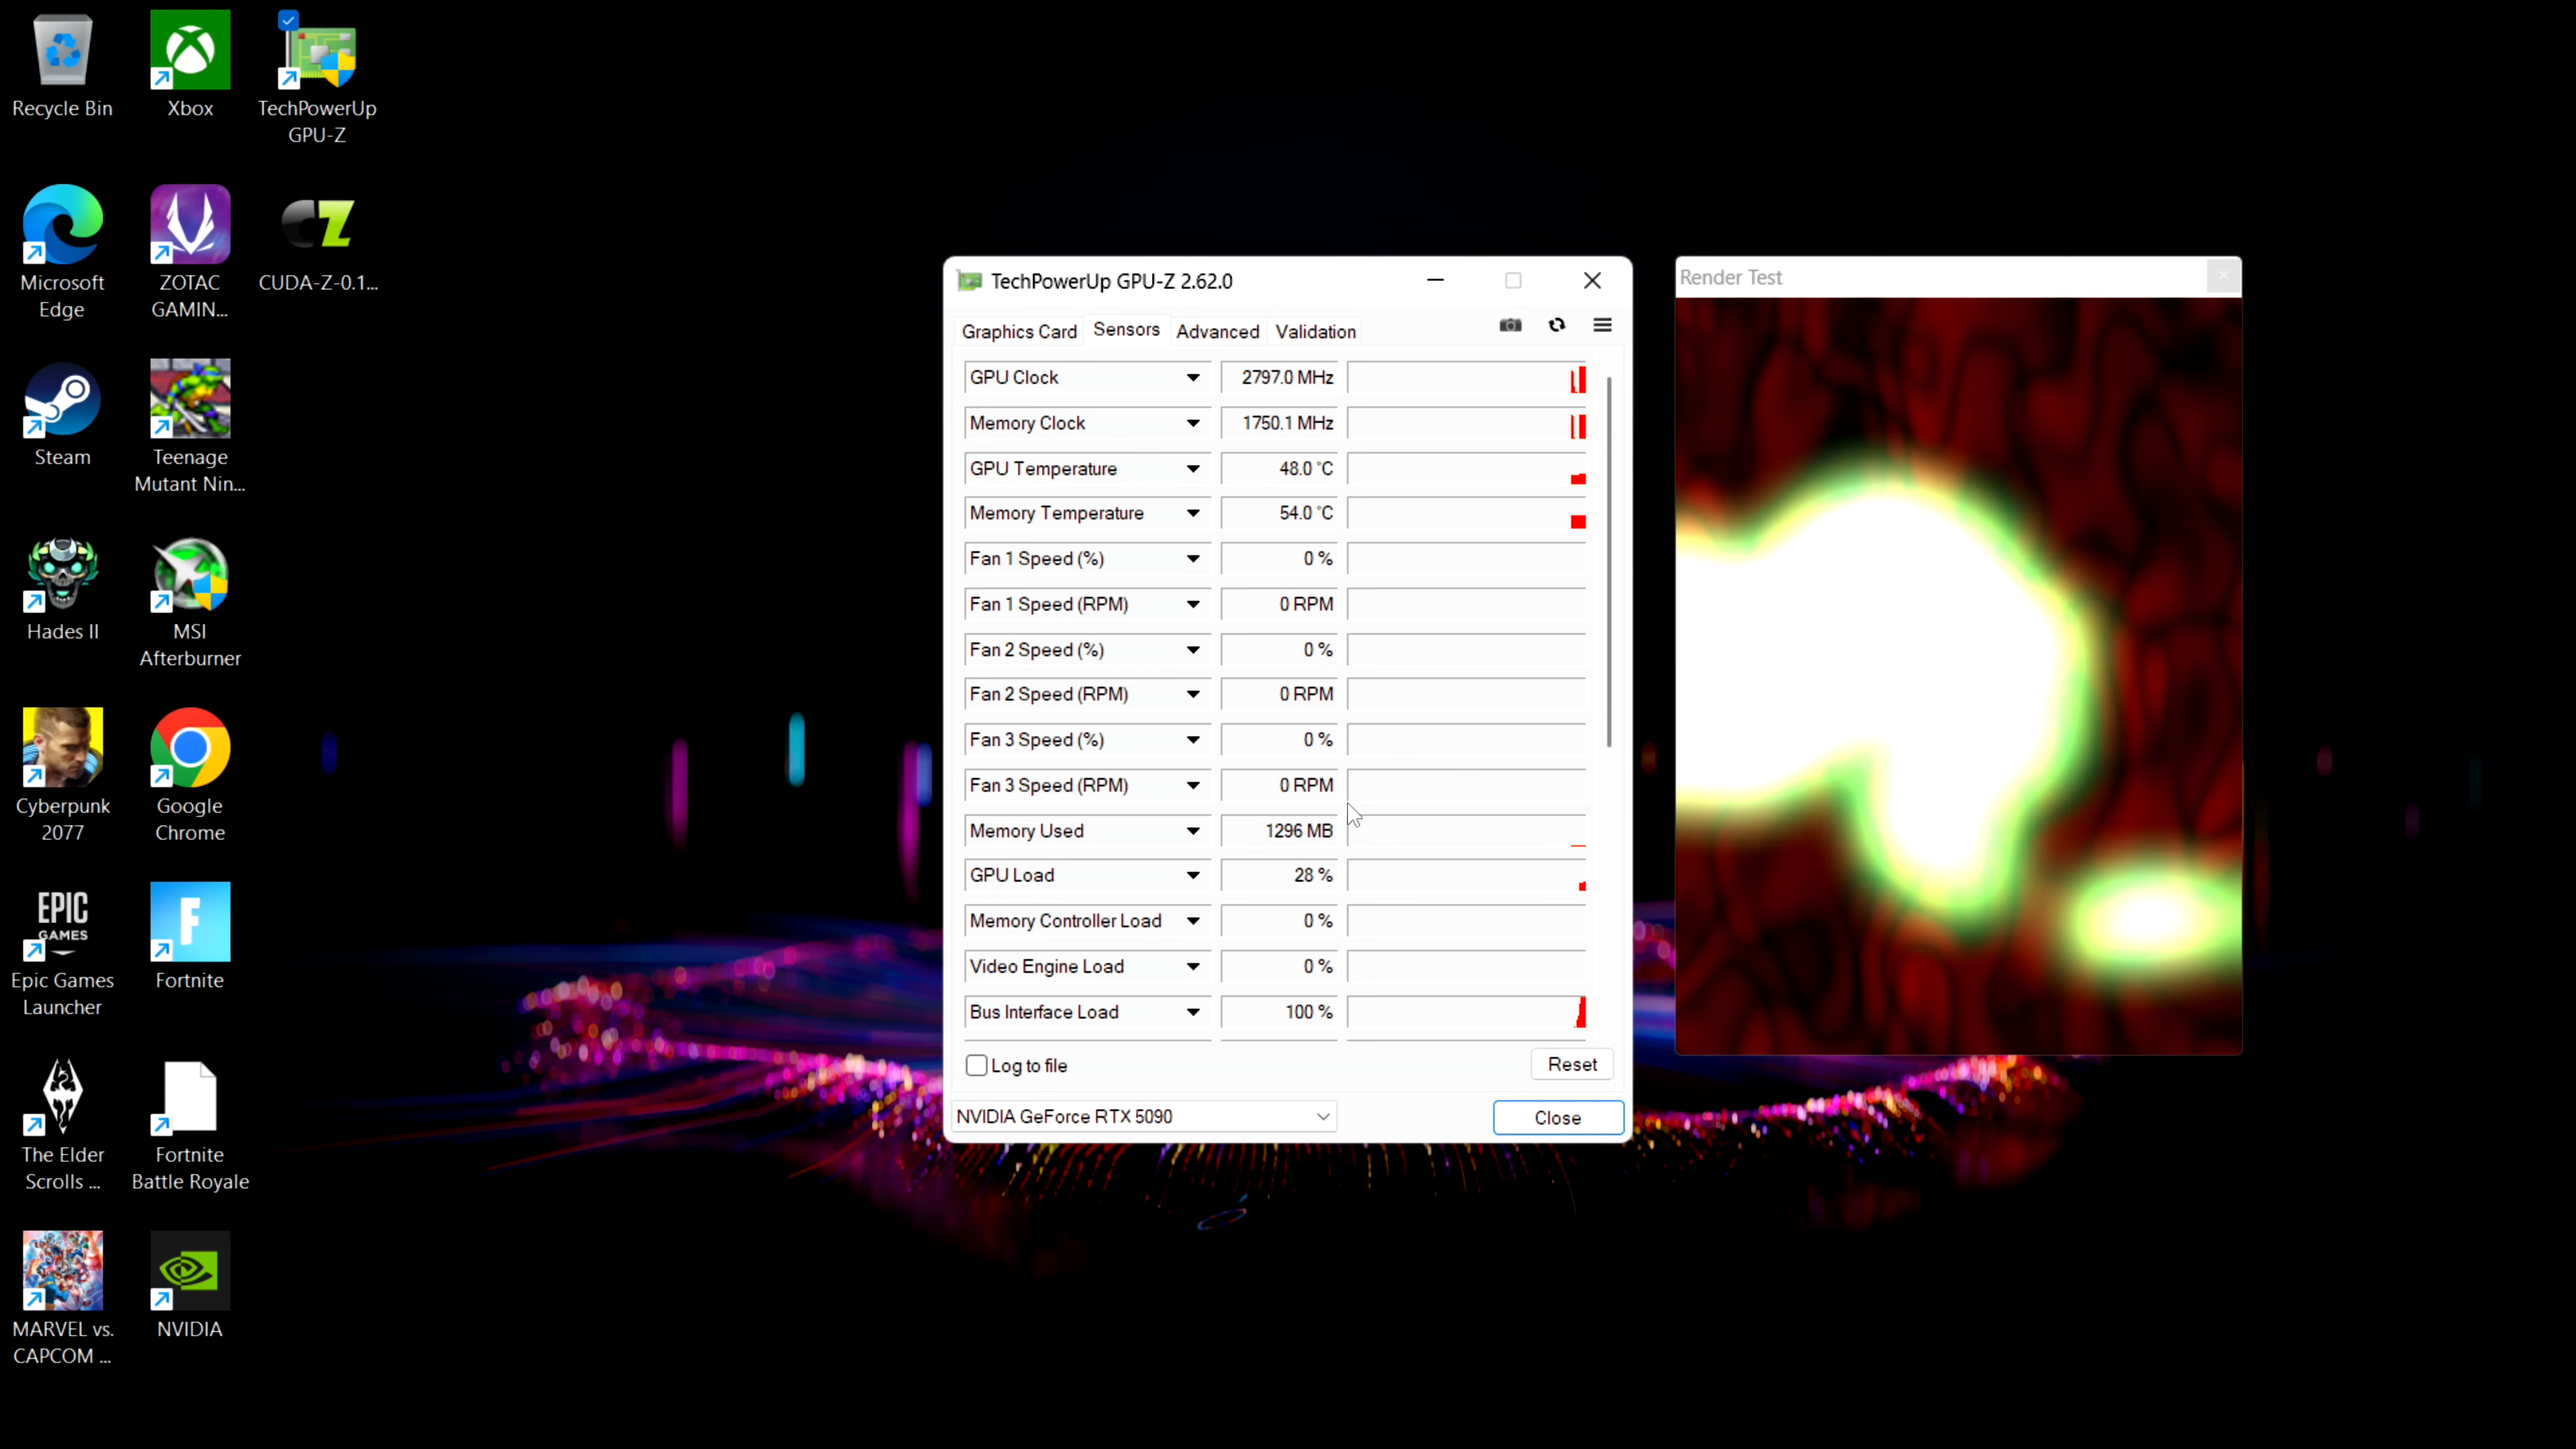 Recycle Bin
Xbox
TechPowerUp
GPU-Z
Microsoft
Edge
ZOTAC
GAMIN...
CZ
CUDA-Z-0.1...
Steam
Teenage
Mutant Nin...
Hades II
MSI
Afterburner
Cyberpunk
2077
Google
Chrome
EPIC
GAMES
Epic Games
Launcher
F
Fortnite
The Elder
Scrolls ...
Fortnite
Battle Royale
MARVEL vs.
CAPCOM ...
NVIDIA
TechPowerUp GPU-Z 2.62.0
Graphics Card Sensors Advanced Validation
GPU Clock 2797.0 MHz
Memory Clock 1750.1 MHz
GPU Temperature 48.0 °C
Memory Temperature 54.0 °C
Fan 1 Speed (%) 0 %
Fan 1 Speed (RPM) 0 RPM
Fan 2 Speed (%) 0 %
Fan 2 Speed (RPM) 0 RPM
Fan 3 Speed (%) 0 %
Fan 3 Speed (RPM) 0 RPM
Memory Used 1296 MB
GPU Load 28 %
Memory Controller Load 0 %
Video Engine Load 0 %
Bus Interface Load 100 %
Log to file Reset
NVIDIA GeForce RTX 5090 Close
Render Test